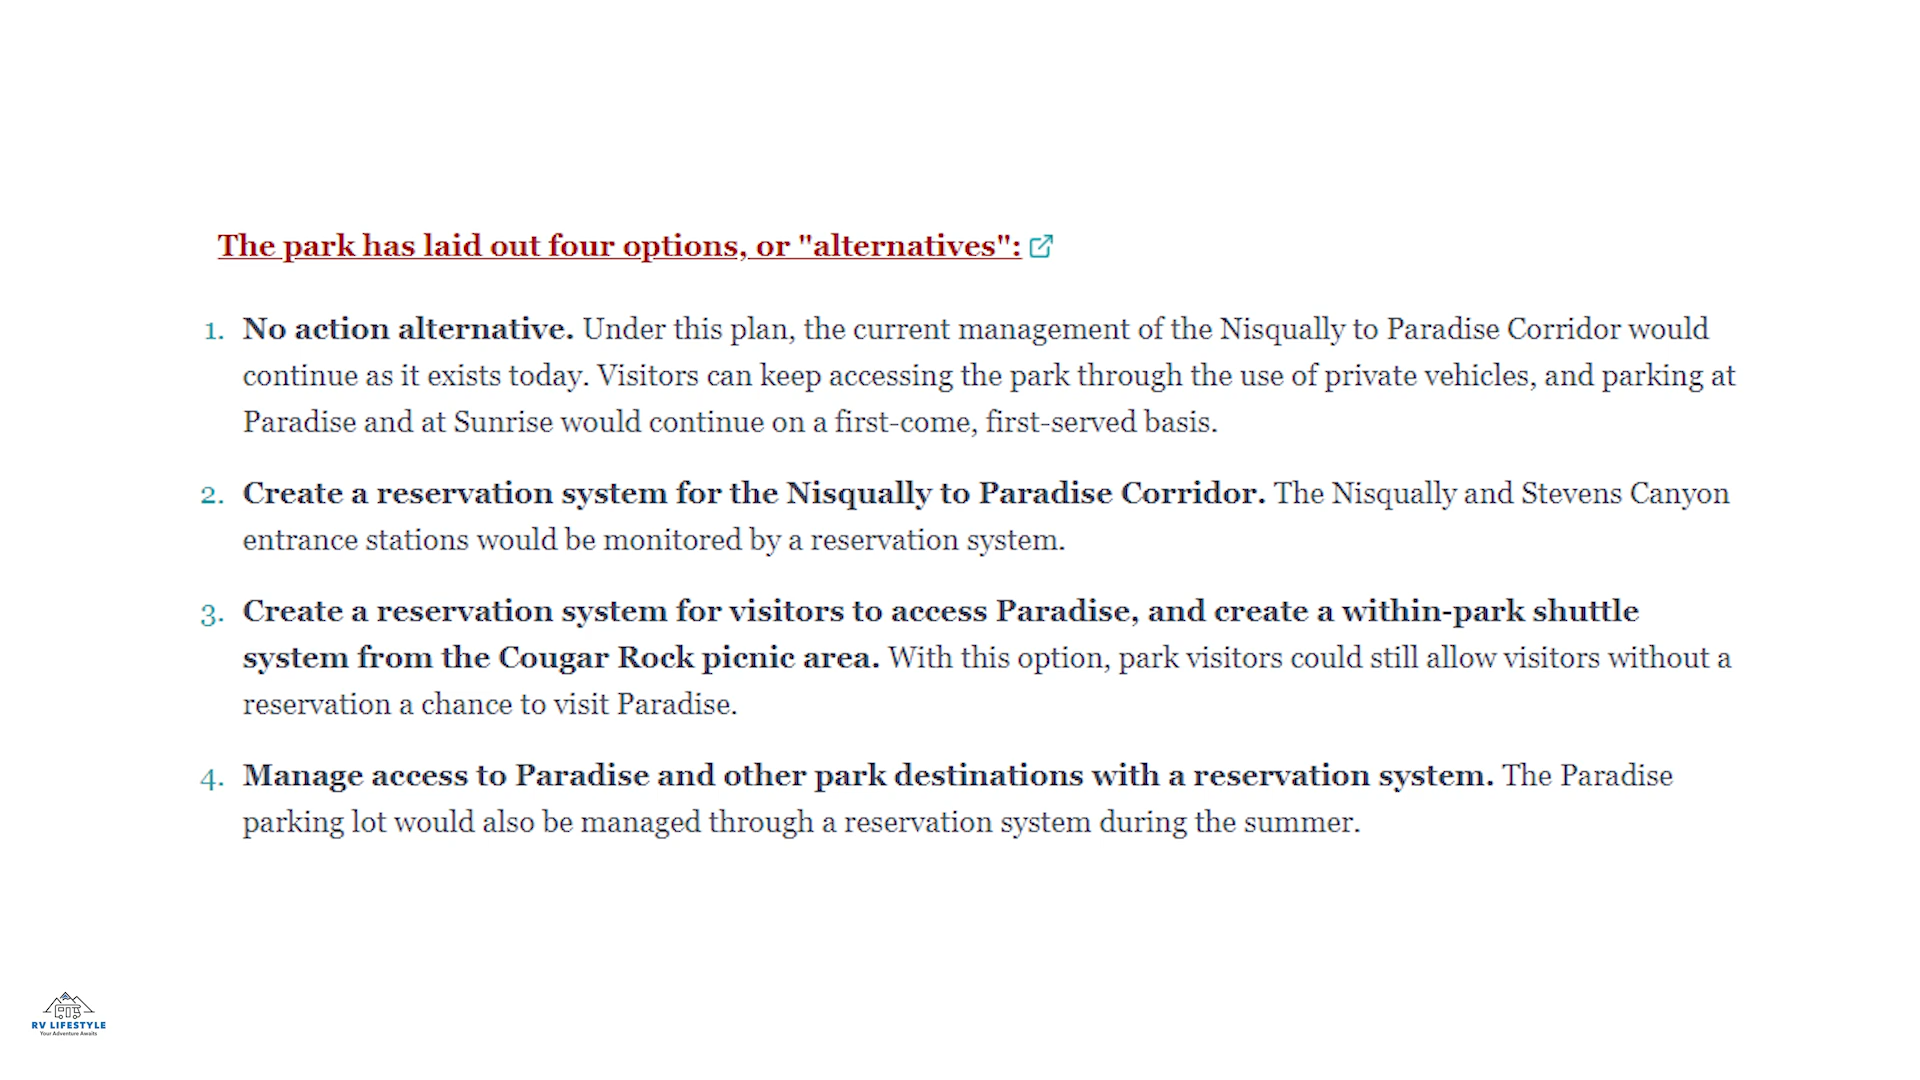 The park has laid out four options, or "alternatives":
1. No action alternative. Under this plan, the current management of the Nisqually to Paradise Corridor would
continue as it exists today. Visitors can keep accessing the park through the use of private vehicles, and parking at
Paradise and at Sunrise would continue on a first-come, first-served basis.
2. Create a reservation system for the Nisqually to Paradise Corridor. The Nisqually and Stevens Canyon
entrance stations would be monitored by a reservation system.
3. Create a reservation system for visitors to access Paradise, and create a within-park shuttle
system from the Cougar Rock picnic area. With this option, park visitors could still allow visitors without a
reservation a chance to visit Paradise.
4. Manage access to Paradise and other park destinations with a reservation system. The Paradise
parking lot would also be managed through a reservation system during the summer.
RV LIFESTYLE
Your Adventure Awaits